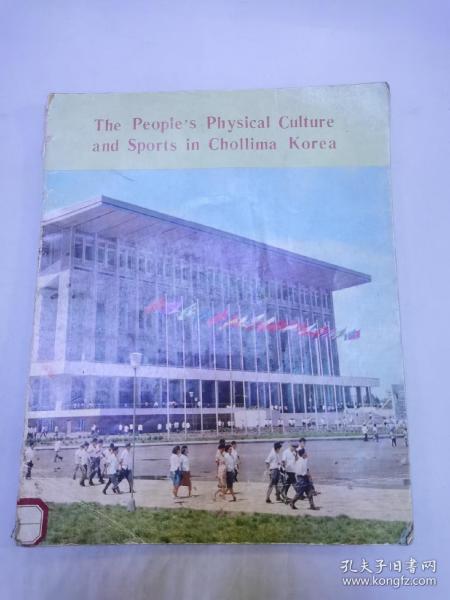 The People's Physical Culture
and Sports in Chollima Korea
孔夫子旧书网
www.kongfz.com